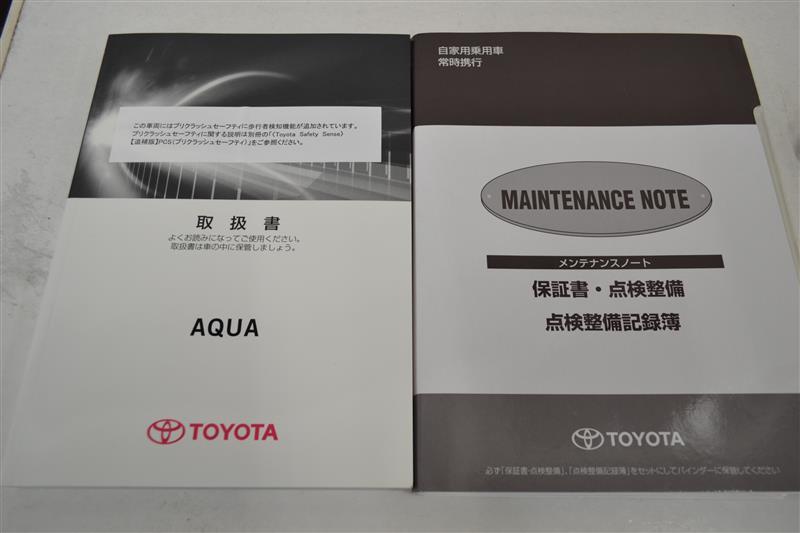 この車両にはプリクラッシュセーフティに歩行者検知機能が追加されています。
プリクラッシュセーフティに関する説明は別冊の「(Toyota Safety Sense)
【追補版】PCS(プリクラッシュセーフティ)」をご参照ください。
取扱書
よくお読みになってご使用ください。
取扱書は車の中に保管しましょう。
AQUA
TOYOTA
自家用乗用車
常時携行
MAINTENANCE NOTE
メンテナンスノート
保証書・点検整備
点検整備記録簿
TOYOTA
必ず「保証書・点検整備」、「点検整備記録簿」をセットにしてバインダーに保管してください